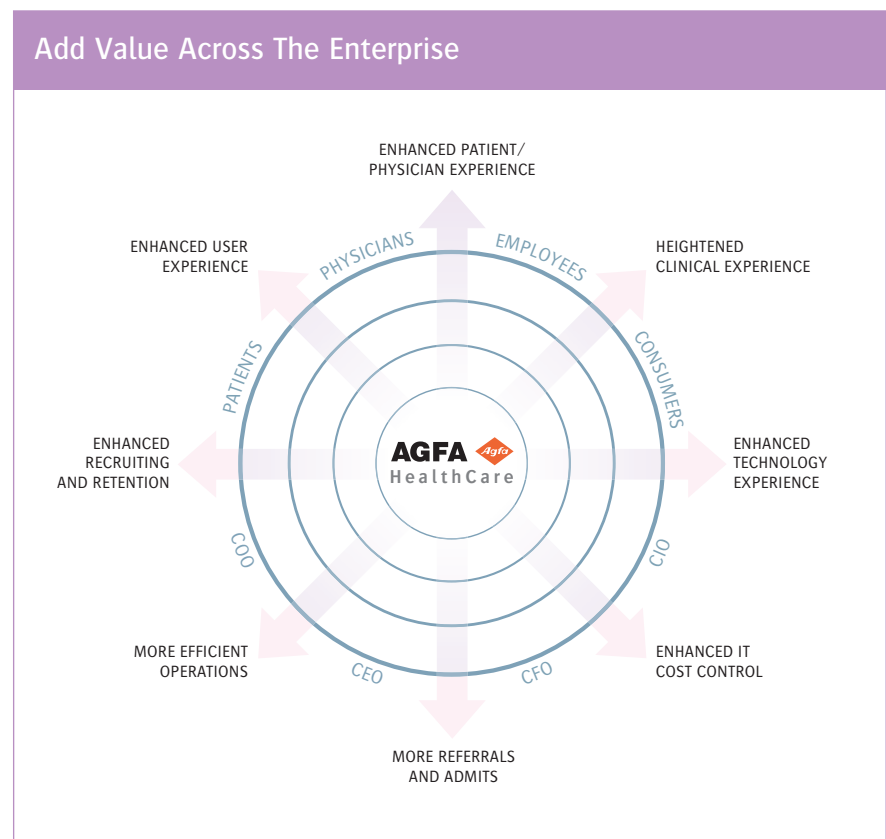 Add Value Across The Enterprise
ENHANCED PATIENT/
PHYSICIAN EXPERIENCE
ENHANCED USER
EXPERIENCE
PHYSICIANS
EMPLOYEES
HEIGHTENED
CLINICAL EXPERIENCE
PATIENTS
CONSUMERS
ENHANCED
RECRUITING
AND RETENTION
AGFA
Agfa
HealthCare
ENHANCED
TECHNOLOGY
EXPERIENCE
COO
CIO
MORE EFFICIENT
OPERATIONS
CEO
CFO
ENHANCED IT
COST CONTROL
MORE REFERRALS
AND ADMITS